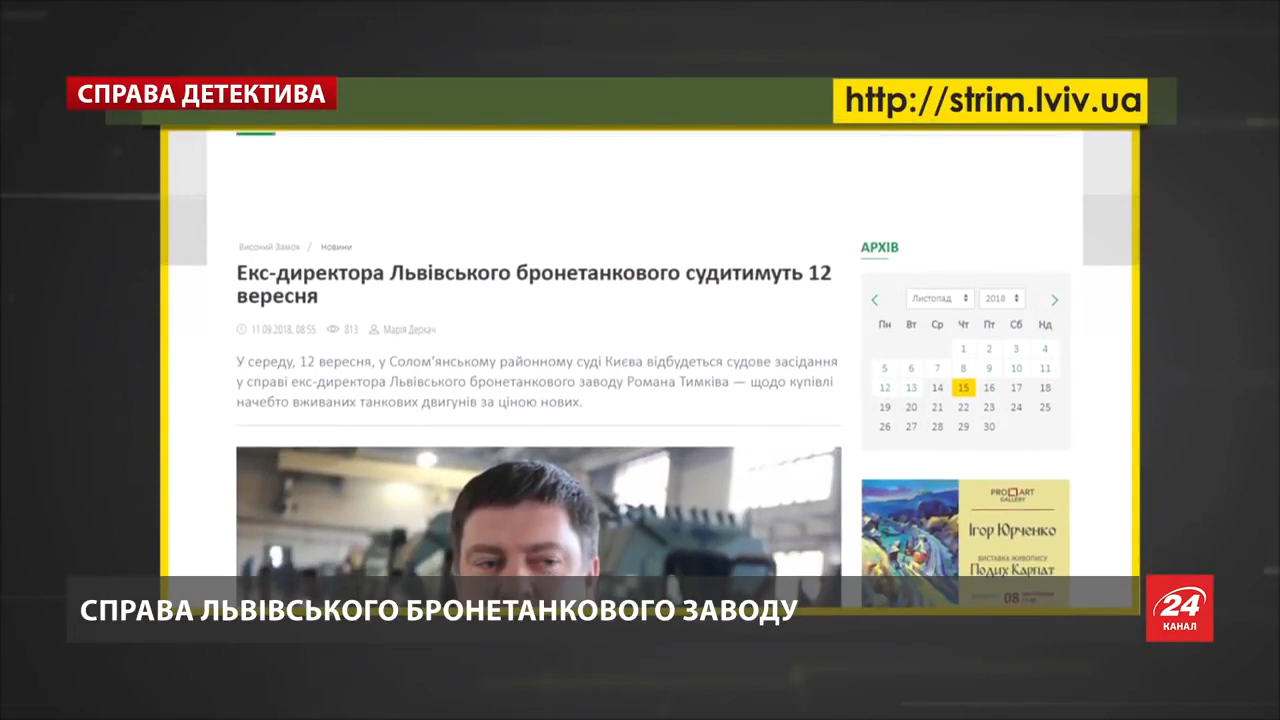 СПРАВА ДЕТЕКТИВА
http://strim.lviv.ua
Високий Замок / Новини
Екс-директора Львівського бронетанкового судитимуть 12
вересня
11.09.2018, 08:55 813 Марія Деркач
У середу, 12 вересня, у Солом'янському районному суді Києва відбудеться судове засідання
у справі екс-директора Львівського бронетанкового заводу Романа Тимківа — щодо купівлі
начебто вживаних танкових двигунів за ціною нових.
АРХІВ
Листопад 2018
Пн Вт Ср Чт Пт Сб Нд
1 2 3 4
5 6 7 8 9 10 11
12 13 14 15 16 17 18
19 20 21 22 23 24 25
26 27 28 29 30
PRO ART
GALLERY
Ігор Юрченко
ВИСТАВКА ЖИВОПИСУ
Подих Карпат
08
СПРАВА ЛЬВІВСЬКОГО БРОНЕТАНКОВОГО ЗАВОДУ
24
КАНАЛ